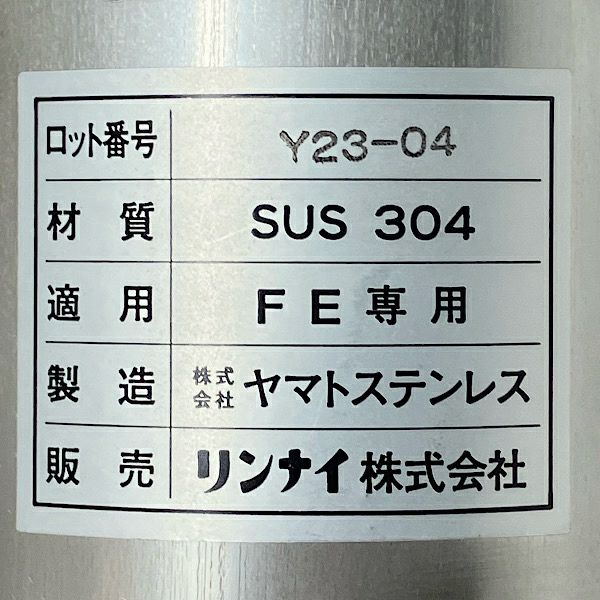 ロット番号 Y23-04
材質 SUS 304
適用 FE専用
製造 株式会社 ヤマトステンレス
販売 リンナイ株式会社